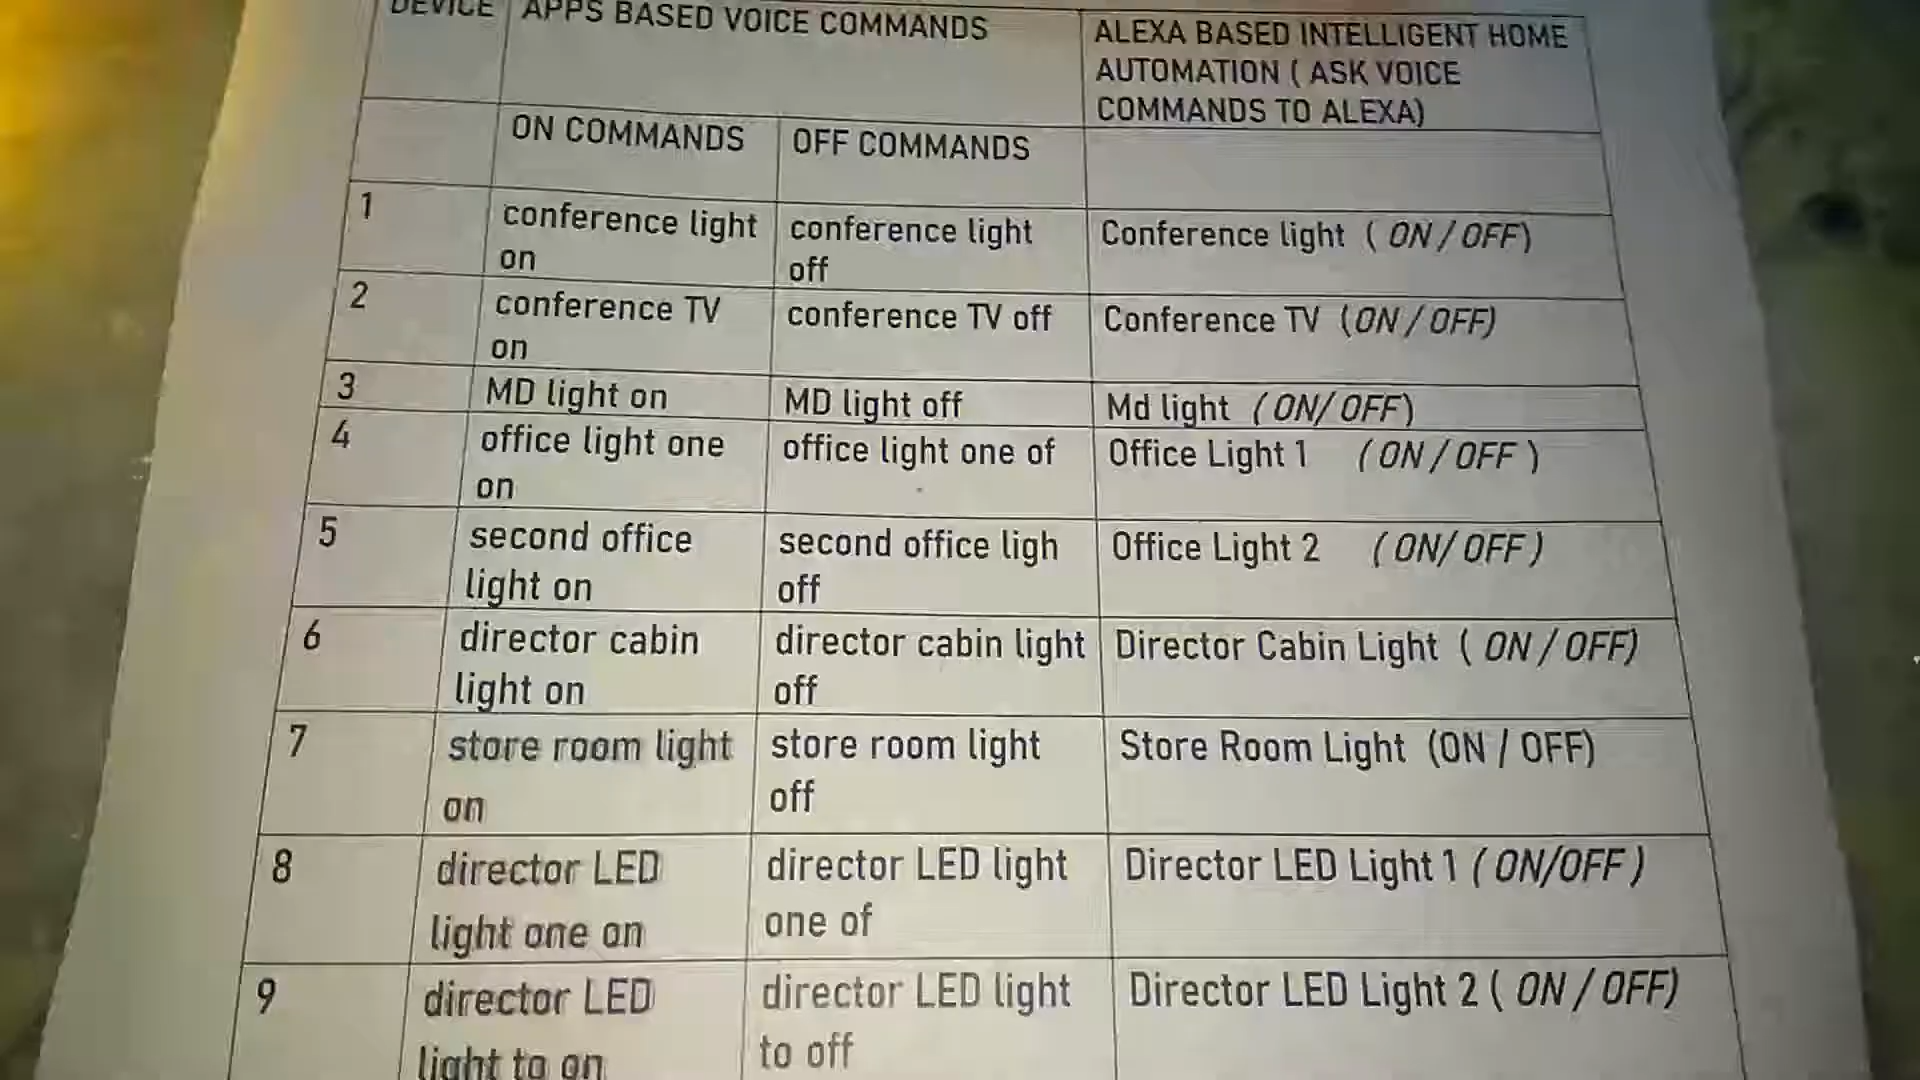 DEVICE APPS BASED VOICE COMMANDS
ALEXA BASED INTELLIGENT HOME
AUTOMATION ( ASK VOICE
COMMANDS TO ALEXA)
ON COMMANDS OFF COMMANDS
1 conference light conference light Conference light ( ON / OFF)
on off
2 conference TV conference TV off Conference TV (ON / OFF)
on
3 MD light on MD light off Md light (ON/ OFF)
4 office light one office light one of Office Light 1 (ON / OFF )
on
5 second office second office ligh Office Light 2 (ON/ OFF )
light on off
6 director cabin director cabin light Director Cabin Light ( ON / OFF)
light on off
7 store room light store room light Store Room Light (ON / OFF)
on off
8 director LED director LED light Director LED Light 1 ( ON/OFF )
light one on one of
9 director LED director LED light Director LED Light 2 ( ON / OFF)
light to on to off